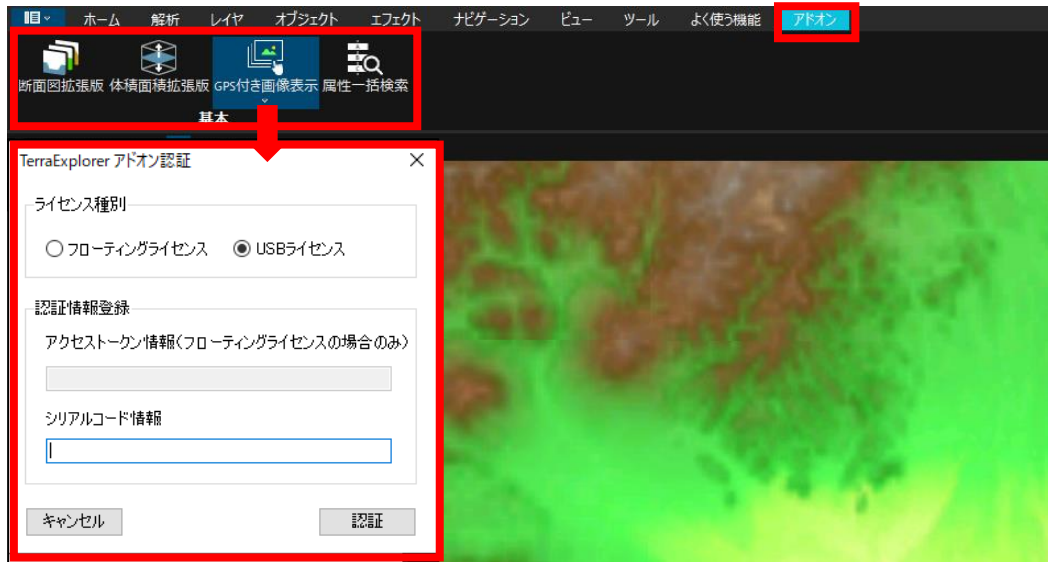 ホーム 解析 レイヤ オブジェクト エフェクト ナビゲーション ビュー ツール よく使う機能 アドオン
断面図拡張版 体積面積拡張版 GPS付き画像表示 属性一括検索
基本
TerraExplorer アドオン認証
ライセンス種別
フローティングライセンス USBライセンス
認証情報登録
アクセストークン情報(フローティングライセンスの場合のみ)
シリアルコード情報
キャンセル 認証